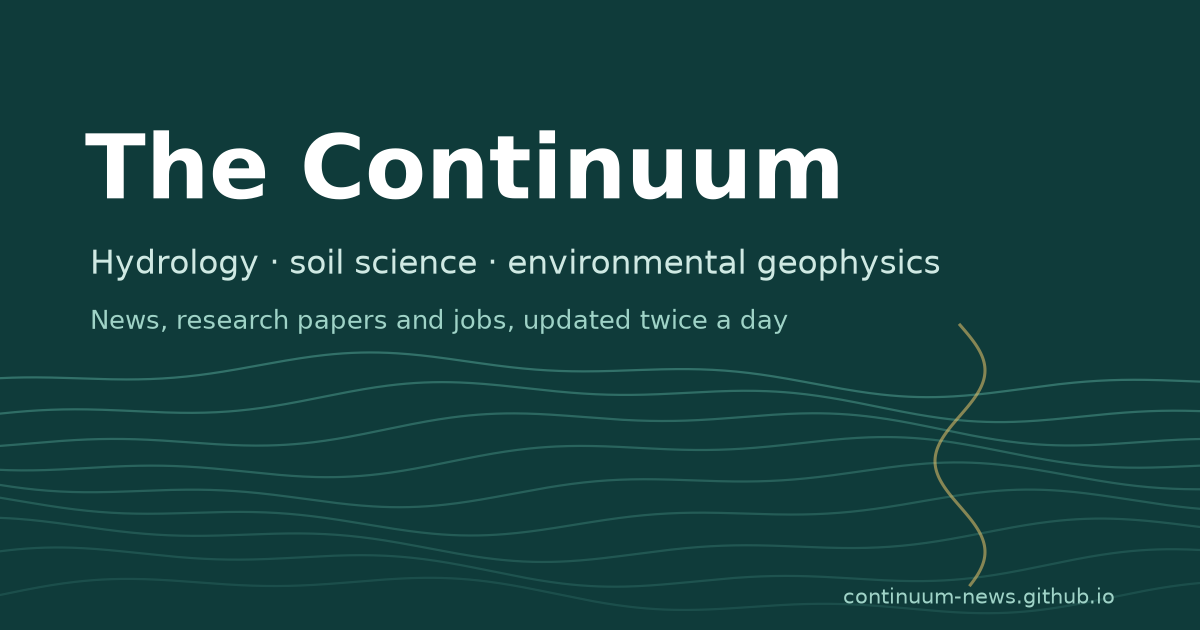 The Continuum
Hydrology · soil science · environmental geophysics
News, research papers and jobs, updated twice a day
continuum-news.github.io